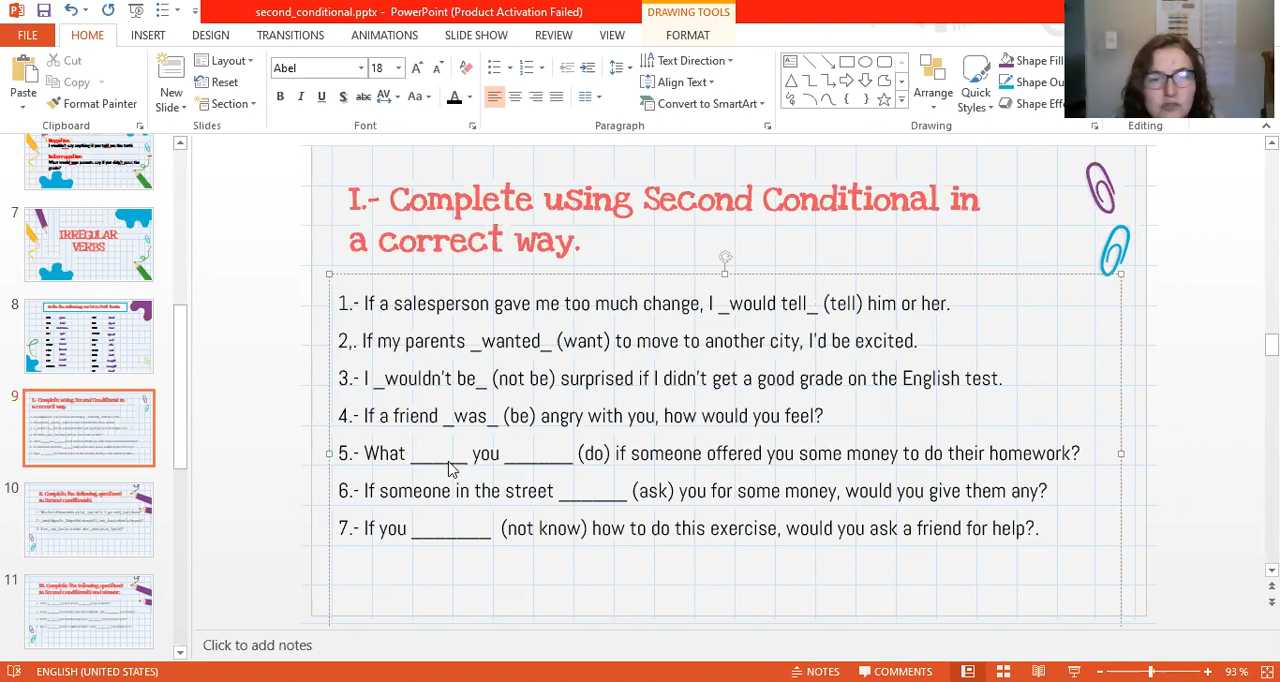 second_conditional.pptx - PowerPoint (Product Activation Failed)
DRAWING TOOLS
FILE HOME INSERT DESIGN TRANSITIONS ANIMATIONS SLIDE SHOW REVIEW VIEW FORMAT
Cut
Copy
Format Painter
Paste
Clipboard
New
Slide
Layout
Reset
Section
Slides
Abel 18
B I U S abc AV Aa A
Font
Text Direction
Align Text
Convert to SmartArt
Paragraph
Arrange
Quick
Styles
Shape Fill
Shape Ou
Shape Effe
Drawing
Editing
7
IRREGULAR
VERBS
8
9
10
11
I.- Complete using Second Conditional in
a correct way.
1.- If a salesperson gave me too much change, I _would tell_ (tell) him or her.
2,. If my parents _wanted_ (want) to move to another city, I'd be excited.
3.- I _wouldn't be_ (not be) surprised if I didn't get a good grade on the English test.
4.- If a friend _was_ (be) angry with you, how would you feel?
5.- What ______ you _______ (do) if someone offered you some money to do their homework?
6.- If someone in the street _______ (ask) you for some money, would you give them any?
7.- If you ________ (not know) how to do this exercise, would you ask a friend for help?.
Click to add notes
ENGLISH (UNITED STATES)
NOTES
COMMENTS
93 %